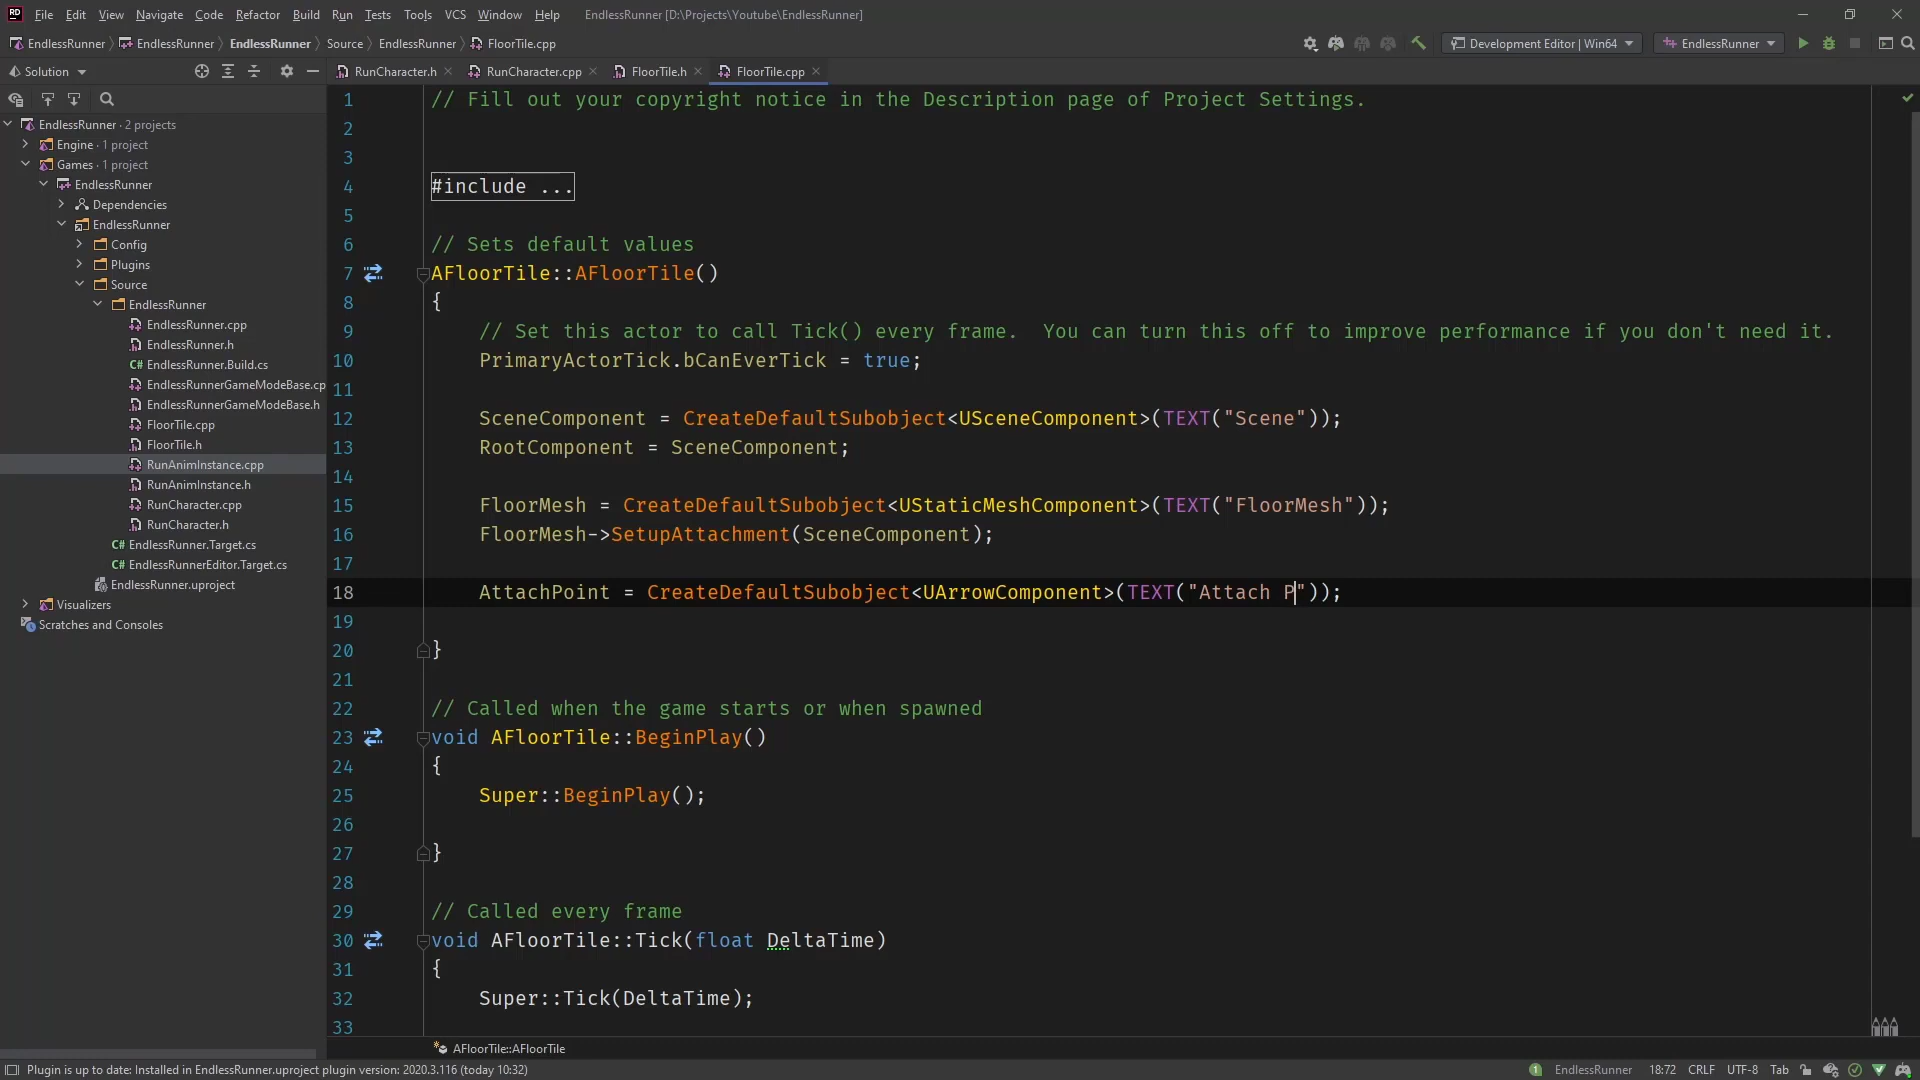 RD File Edit View Navigate Code Refactor Build Run Tests Tools VCS Window Help EndlessRunner [D:\Projects\Youtube\EndlessRunner]
EndlessRunner EndlessRunner EndlessRunner Source EndlessRunner FloorTile.cpp Development Editor | Win64 EndlessRunner
Solution RunCharacter.h RunCharacter.cpp FloorTile.h FloorTile.cpp
EndlessRunner · 2 projects
Engine · 1 project
Games · 1 project
EndlessRunner
Dependencies
EndlessRunner
Config
Plugins
Source
EndlessRunner
EndlessRunner.cpp
EndlessRunner.h
C# EndlessRunner.Build.cs
EndlessRunnerGameModeBase.cp
EndlessRunnerGameModeBase.h
FloorTile.cpp
FloorTile.h
RunAnimInstance.cpp
RunAnimInstance.h
RunCharacter.cpp
RunCharacter.h
C# EndlessRunner.Target.cs
C# EndlessRunnerEditor.Target.cs
EndlessRunner.uproject
Visualizers
Scratches and Consoles
1 // Fill out your copyright notice in the Description page of Project Settings.
2
3
4 #include ...
5
6 // Sets default values
7 AFloorTile::AFloorTile()
8 {
9 // Set this actor to call Tick() every frame.  You can turn this off to improve performance if you don't need it.
10 PrimaryActorTick.bCanEverTick = true;
11
12 SceneComponent = CreateDefaultSubobject<USceneComponent>(TEXT("Scene"));
13 RootComponent = SceneComponent;
14
15 FloorMesh = CreateDefaultSubobject<UStaticMeshComponent>(TEXT("FloorMesh"));
16 FloorMesh->SetupAttachment(SceneComponent);
17
18 AttachPoint = CreateDefaultSubobject<UArrowComponent>(TEXT("Attach P"));
19
20 }
21
22 // Called when the game starts or when spawned
23 void AFloorTile::BeginPlay()
24 {
25 Super::BeginPlay();
26
27 }
28
29 // Called every frame
30 void AFloorTile::Tick(float DeltaTime)
31 {
32 Super::Tick(DeltaTime);
33
AFloorTile::AFloorTile
Plugin is up to date: Installed in EndlessRunner.uproject plugin version: 2020.3.116 (today 10:32) 1 EndlessRunner 18:72 CRLF UTF-8 Tab